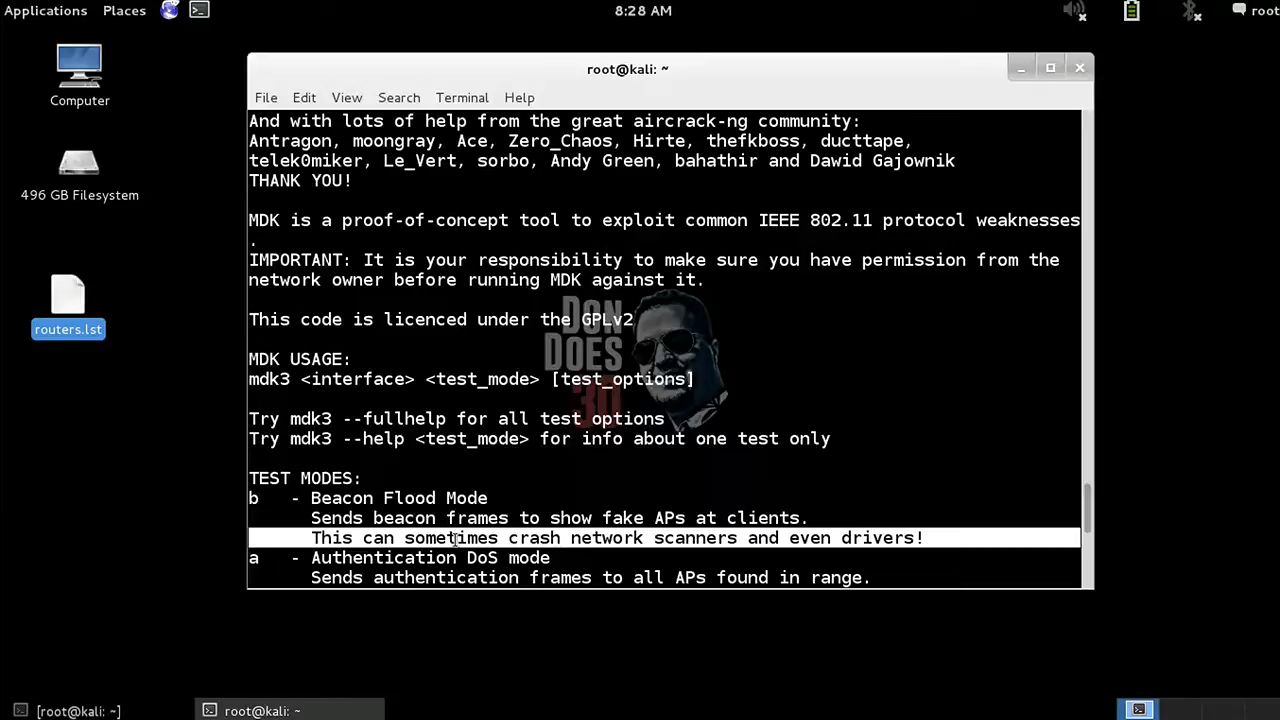 Applications Places 8:28 AM root
Computer
496 GB Filesystem
routers.lst
root@kali: ~
File Edit View Search Terminal Help
And with lots of help from the great aircrack-ng community:
Antragon, moongray, Ace, Zero_Chaos, Hirte, thefkboss, ducttape,
telek0miker, Le_Vert, sorbo, Andy Green, bahathir and Dawid Gajownik
THANK YOU!
MDK is a proof-of-concept tool to exploit common IEEE 802.11 protocol weaknesses
.
IMPORTANT: It is your responsibility to make sure you have permission from the
network owner before running MDK against it.
This code is licenced under the GPLv2
MDK USAGE:
mdk3 <interface> <test_mode> [test_options]
Try mdk3 --fullhelp for all test options
Try mdk3 --help <test_mode> for info about one test only
TEST MODES:
b - Beacon Flood Mode
Sends beacon frames to show fake APs at clients.
This can sometimes crash network scanners and even drivers!
a - Authentication DoS mode
Sends authentication frames to all APs found in range.
DON
DOES
30
[root@kali: ~] root@kali: ~